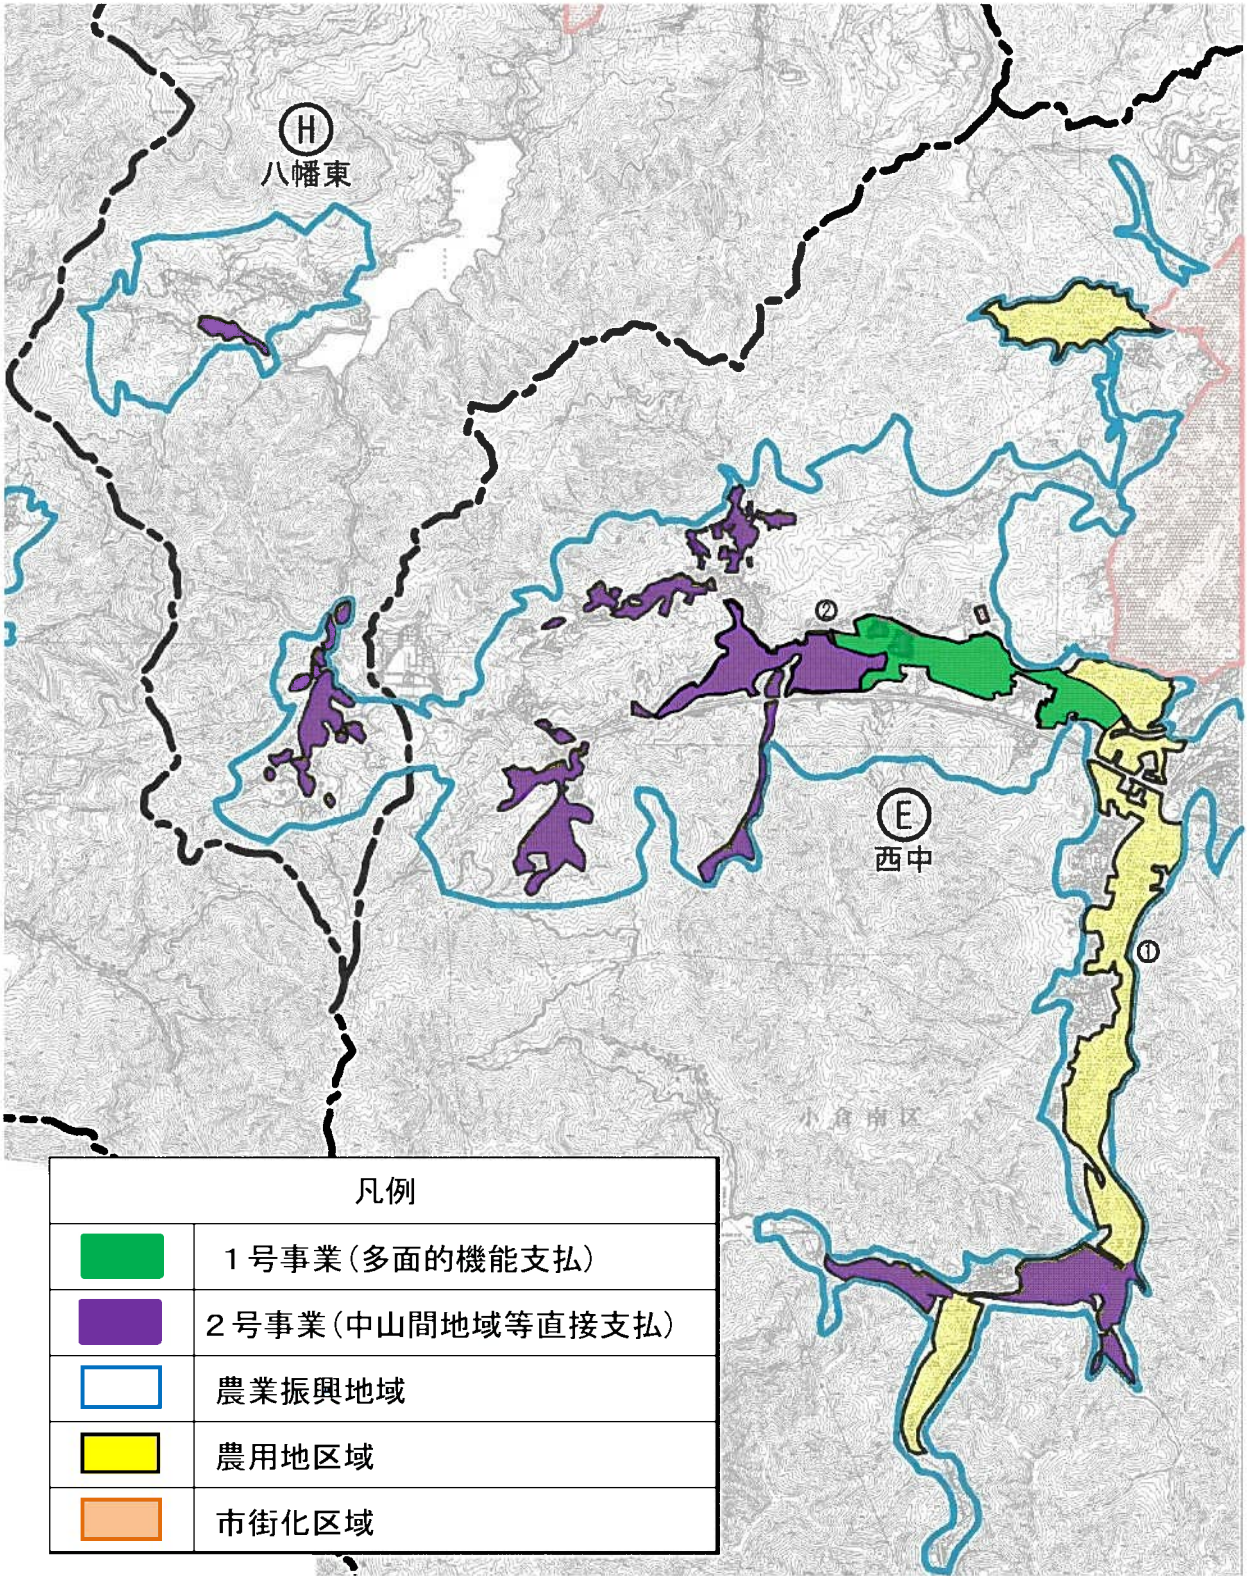 H
八幡東
②
E
西中
①
小倉南区
凡例
1号事業(多面的機能支払)
2号事業(中山間地域等直接支払)
農業振興地域
農用地区域
市街化区域